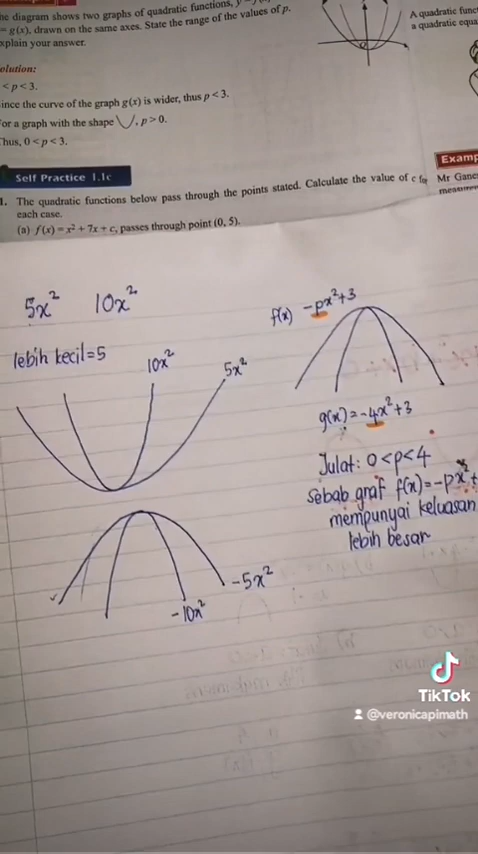 he diagram shows two graphs of quadratic functions,
= g(x), drawn on the same axes. State the range of the values of p.
xplain your answer.
A quadratic func
a quadratic equa
olution:
< p < 3.
ince the curve of the graph g(x) is wider, thus p < 3.
or a graph with the shape , p > 0.
Thus, 0 < p < 3.
Self Practice 1.1c
Examp
1. The quadratic functions below pass through the points stated. Calculate the value of c for
each case.
Mr Gane
measurem
(a) f(x) = x² + 7x + c, passes through point (0, 5).
5x² 10x²
lebih kecil=5
10x²
5x²
f(x) -px²+3
g(x)=-4x²+3
Julat: 0<p<4
sebab graf f(x)=-px²+
mempunyai keluasan
lebih besar
-5x²
-10x²
TikTok
@veronicapimath